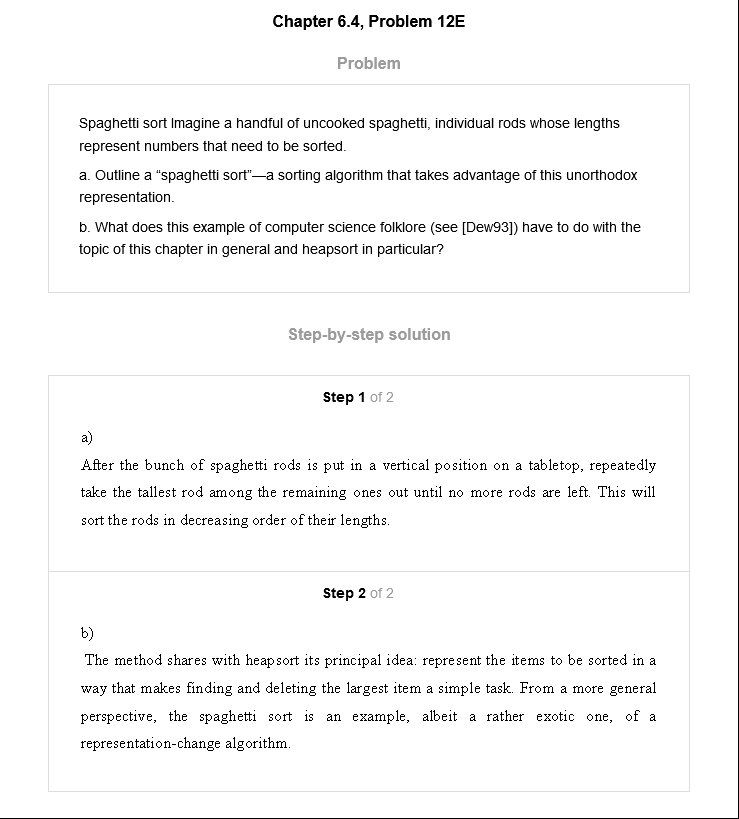 Chapter 6.4, Problem 12E
Problem
Spaghetti sort Imagine a handful of uncooked spaghetti, individual rods whose lengths
represent numbers that need to be sorted.
a. Outline a “spaghetti sort”—a sorting algorithm that takes advantage of this unorthodox
representation.
b. What does this example of computer science folklore (see [Dew93]) have to do with the
topic of this chapter in general and heapsort in particular?
Step-by-step solution
Step 1 of 2
a)
After the bunch of spaghetti rods is put in a vertical position on a tabletop, repeatedly
take the tallest rod among the remaining ones out until no more rods are left. This will
sort the rods in decreasing order of their lengths.
Step 2 of 2
b)
The method shares with heapsort its principal idea: represent the items to be sorted in a
way that makes finding and deleting the largest item a simple task. From a more general
perspective, the spaghetti sort is an example, albeit a rather exotic one, of a
representation-change algorithm.